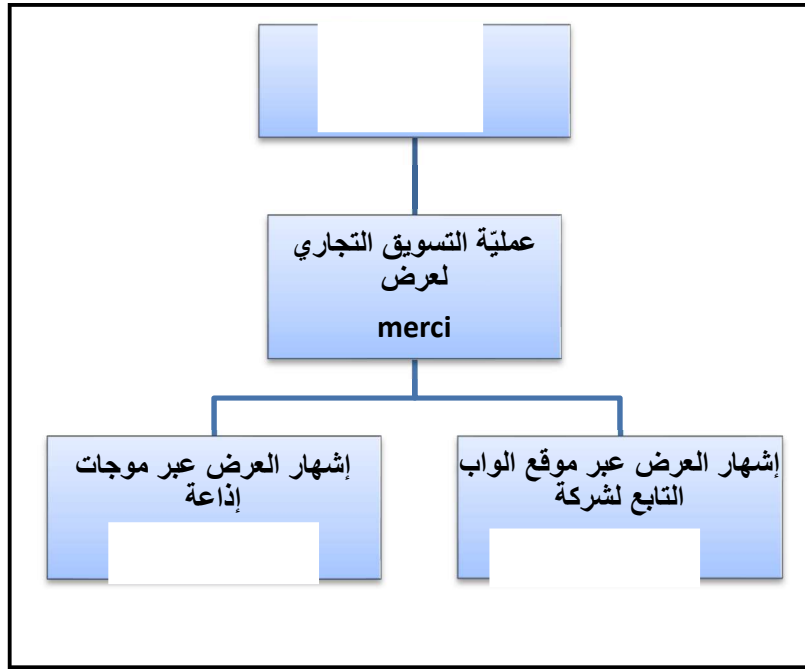 عمليّة التسويق التجاري
لعرض
merci
إشهار العرض عبر موجات
إذاعة
إشهار العرض عبر موقع الواب
التابع لشركة